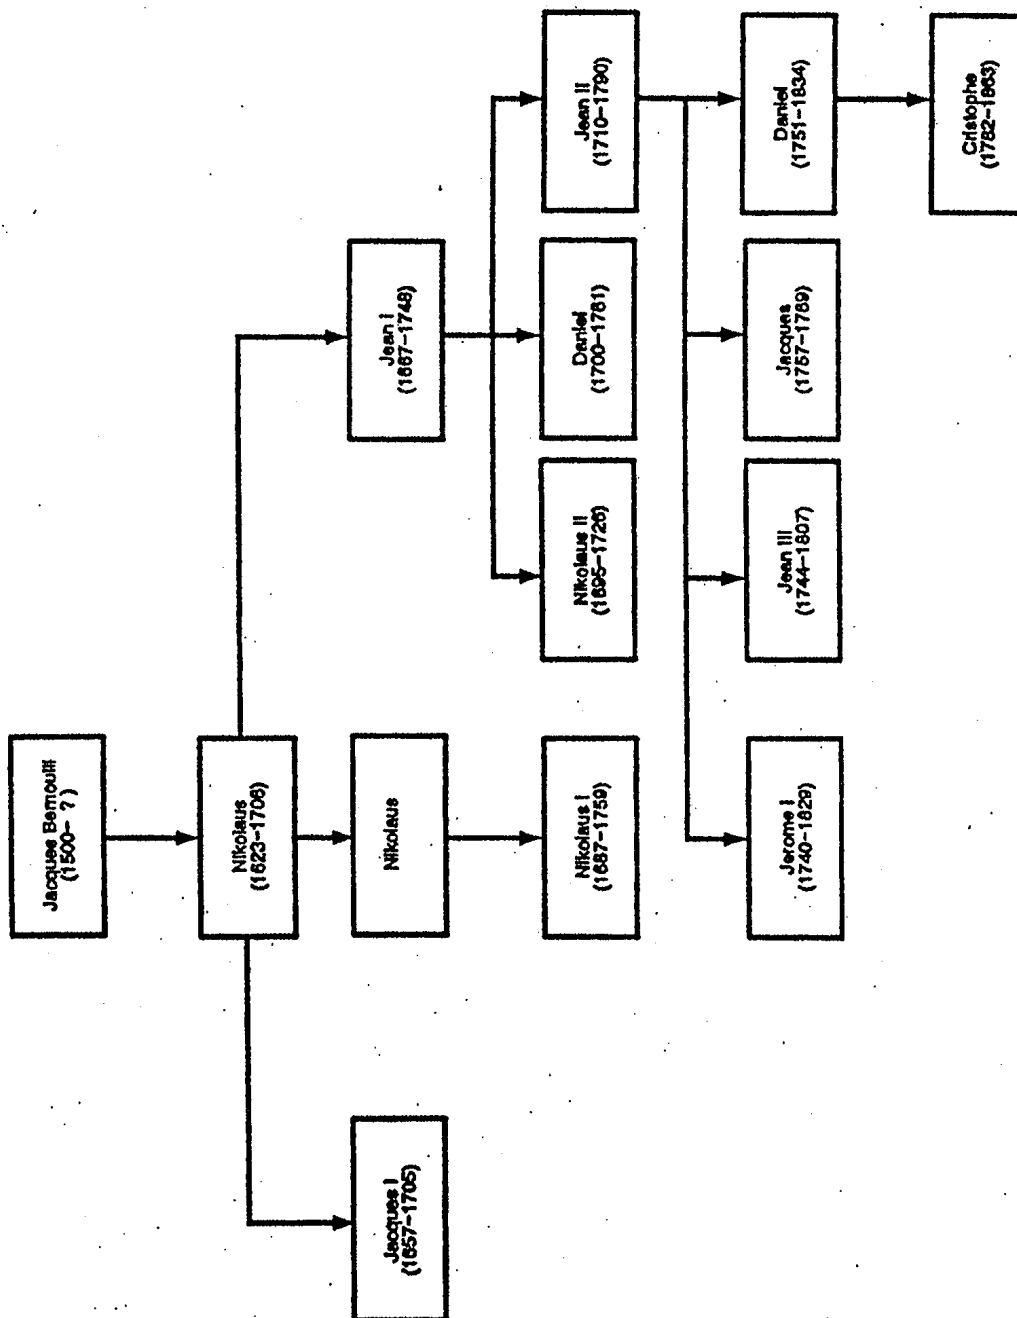 Jacques Bernoulli
(1500- ?)
Nikolaus
(1623-1708)
Jacques I
(1657-1705)
Nikolaus
Jean I
(1667-1748)
Nikolaus I
(1687-1759)
Nikolaus II
(1695-1726)
Daniel
(1700-1781)
Jean II
(1710-1790)
Jerome I
(1740-1829)
Jean III
(1744-1807)
Jacques
(1757-1789)
Daniel
(1751-1834)
Cristophe
(1782-1863)